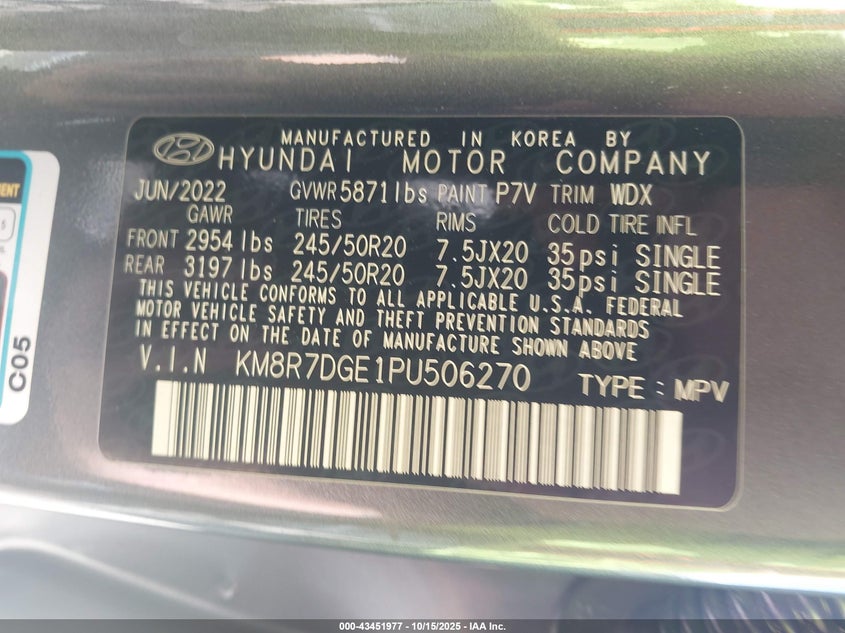 MANUFACTURED IN KOREA BY
HYUNDAI MOTOR COMPANY
JUN/2022 GVWR 5871lbs PAINT P7V TRIM WDX
GAWR TIRES RIMS COLD TIRE INFL
FRONT 2954 lbs 245/50R20 7.5JX20 35psi SINGLE
REAR 3197 lbs 245/50R20 7.5JX20 35psi SINGLE
THIS VEHICLE CONFORMS TO ALL APPLICABLE U.S.A. FEDERAL
MOTOR VEHICLE SAFETY AND THEFT PREVENTION STANDARDS
IN EFFECT ON THE DATE OF MANUFACTURE SHOWN ABOVE
V.I.N KM8R7DGE1PU506270 TYPE : MPV
C05
000-43451977 - 10/15/2025 - IAA Inc.